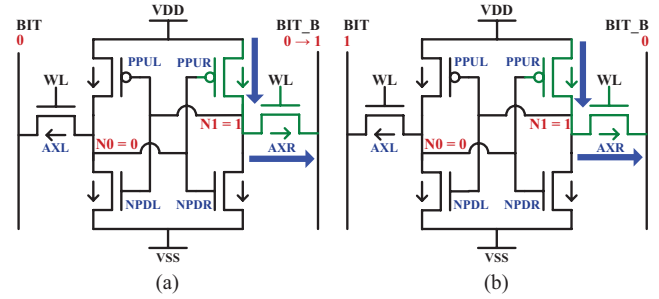 BIT VDD BIT_B
0 0 → 1
PPUL PPUR
WL WL
N1 = 1
AXL N0 = 0 AXR
NPDL NPDR
VSS
(a)
BIT VDD BIT_B
1 0
PPUL PPUR
WL WL
N1 = 1
AXL N0 = 0 AXR
NPDL NPDR
VSS
(b)